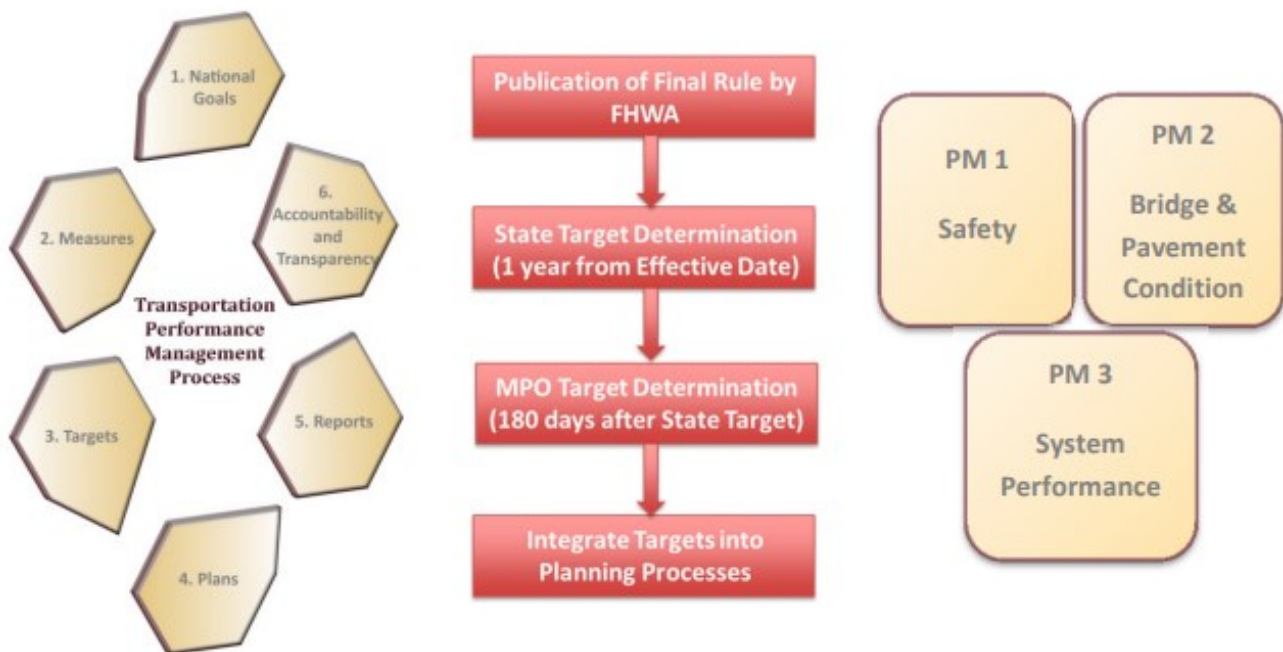 1. National
Goals
2. Measures
3. Targets
4. Plans
5. Reports
6.
Accountability
and
Transparency
Transportation
Performance
Management
Process
Publication of Final Rule by
FHWA
State Target Determination
(1 year from Effective Date)
MPO Target Determination
(180 days after State Target)
Integrate Targets into
Planning Processes
PM 1
Safety
PM 2
Bridge &
Pavement
Condition
PM 3
System
Performance